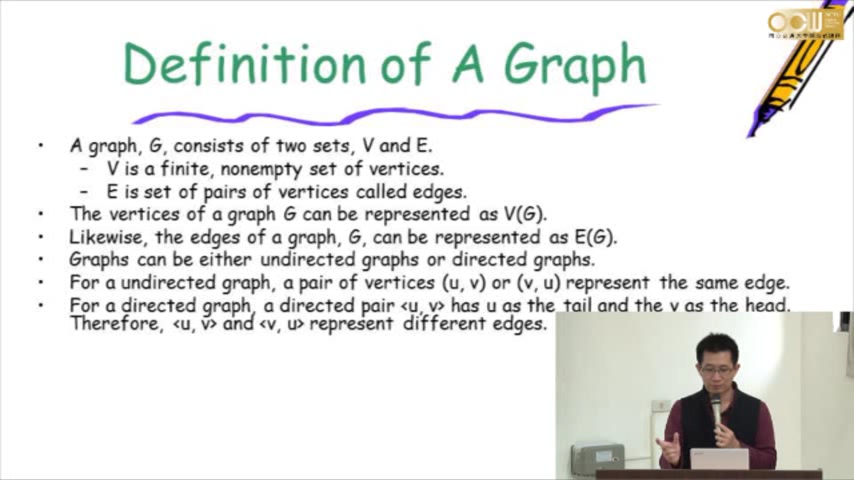 Definition of A Graph
• A graph, G, consists of two sets, V and E.
– V is a finite, nonempty set of vertices.
– E is set of pairs of vertices called edges.
• The vertices of a graph G can be represented as V(G).
• Likewise, the edges of a graph, G, can be represented as E(G).
• Graphs can be either undirected graphs or directed graphs.
• For a undirected graph, a pair of vertices (u, v) or (v, u) represent the same edge.
• For a directed graph, a directed pair <u, v> has u as the tail and the v as the head.
Therefore, <u, v> and <v, u> represent different edges.
OCW